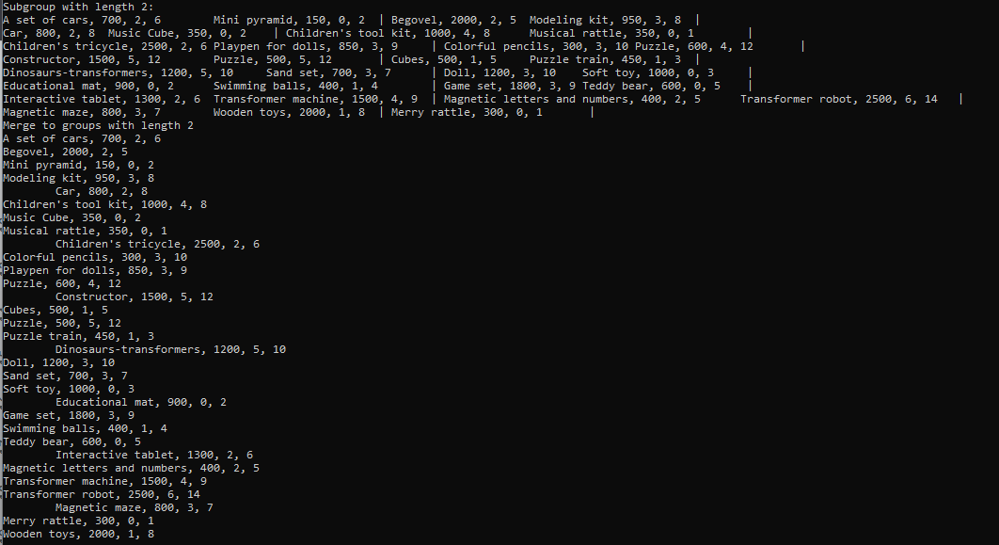 Subgroup with length 2:
A set of cars, 700, 2, 6 Mini pyramid, 150, 0, 2 | Begovel, 2000, 2, 5 Modeling kit, 950, 3, 8 |
Car, 800, 2, 8 Music Cube, 350, 0, 2 | Children's tool kit, 1000, 4, 8 Musical rattle, 350, 0, 1 |
Children's tricycle, 2500, 2, 6 Playpen for dolls, 850, 3, 9 | Colorful pencils, 300, 3, 10 Puzzle, 600, 4, 12 |
Constructor, 1500, 5, 12 Puzzle, 500, 5, 12 | Cubes, 500, 1, 5 Puzzle train, 450, 1, 3 |
Dinosaurs-transformers, 1200, 5, 10 Sand set, 700, 3, 7 | Doll, 1200, 3, 10 Soft toy, 1000, 0, 3 |
Educational mat, 900, 0, 2 Swimming balls, 400, 1, 4 | Game set, 1800, 3, 9 Teddy bear, 600, 0, 5 |
Interactive tablet, 1300, 2, 6 Transformer machine, 1500, 4, 9 | Magnetic letters and numbers, 400, 2, 5 Transformer robot, 2500, 6, 14 |
Magnetic maze, 800, 3, 7 Wooden toys, 2000, 1, 8 | Merry rattle, 300, 0, 1 |
Merge to groups with length 2
A set of cars, 700, 2, 6
Begovel, 2000, 2, 5
Mini pyramid, 150, 0, 2
Modeling kit, 950, 3, 8
Car, 800, 2, 8
Children's tool kit, 1000, 4, 8
Music Cube, 350, 0, 2
Musical rattle, 350, 0, 1
Children's tricycle, 2500, 2, 6
Colorful pencils, 300, 3, 10
Playpen for dolls, 850, 3, 9
Puzzle, 600, 4, 12
Constructor, 1500, 5, 12
Cubes, 500, 1, 5
Puzzle, 500, 5, 12
Puzzle train, 450, 1, 3
Dinosaurs-transformers, 1200, 5, 10
Doll, 1200, 3, 10
Sand set, 700, 3, 7
Soft toy, 1000, 0, 3
Educational mat, 900, 0, 2
Game set, 1800, 3, 9
Swimming balls, 400, 1, 4
Teddy bear, 600, 0, 5
Interactive tablet, 1300, 2, 6
Magnetic letters and numbers, 400, 2, 5
Transformer machine, 1500, 4, 9
Transformer robot, 2500, 6, 14
Magnetic maze, 800, 3, 7
Merry rattle, 300, 0, 1
Wooden toys, 2000, 1, 8